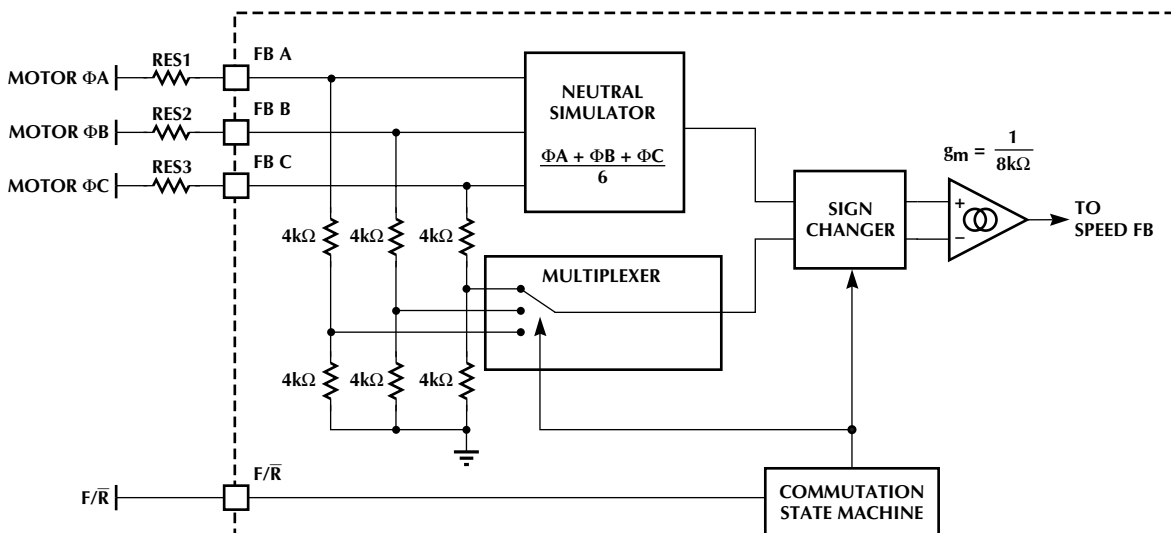 RES1
FB A
MOTOR ΦA
RES2
FB B
MOTOR ΦB
RES3
FB C
MOTOR ΦC
NEUTRAL
SIMULATOR
ΦA + ΦB + ΦC
6
gm = 1
8kΩ
SIGN
CHANGER
+
−
TO
SPEED FB
4kΩ 4kΩ 4kΩ
MULTIPLEXER
4kΩ 4kΩ 4kΩ
F/R̅
F/R̅
COMMUTATION
STATE MACHINE